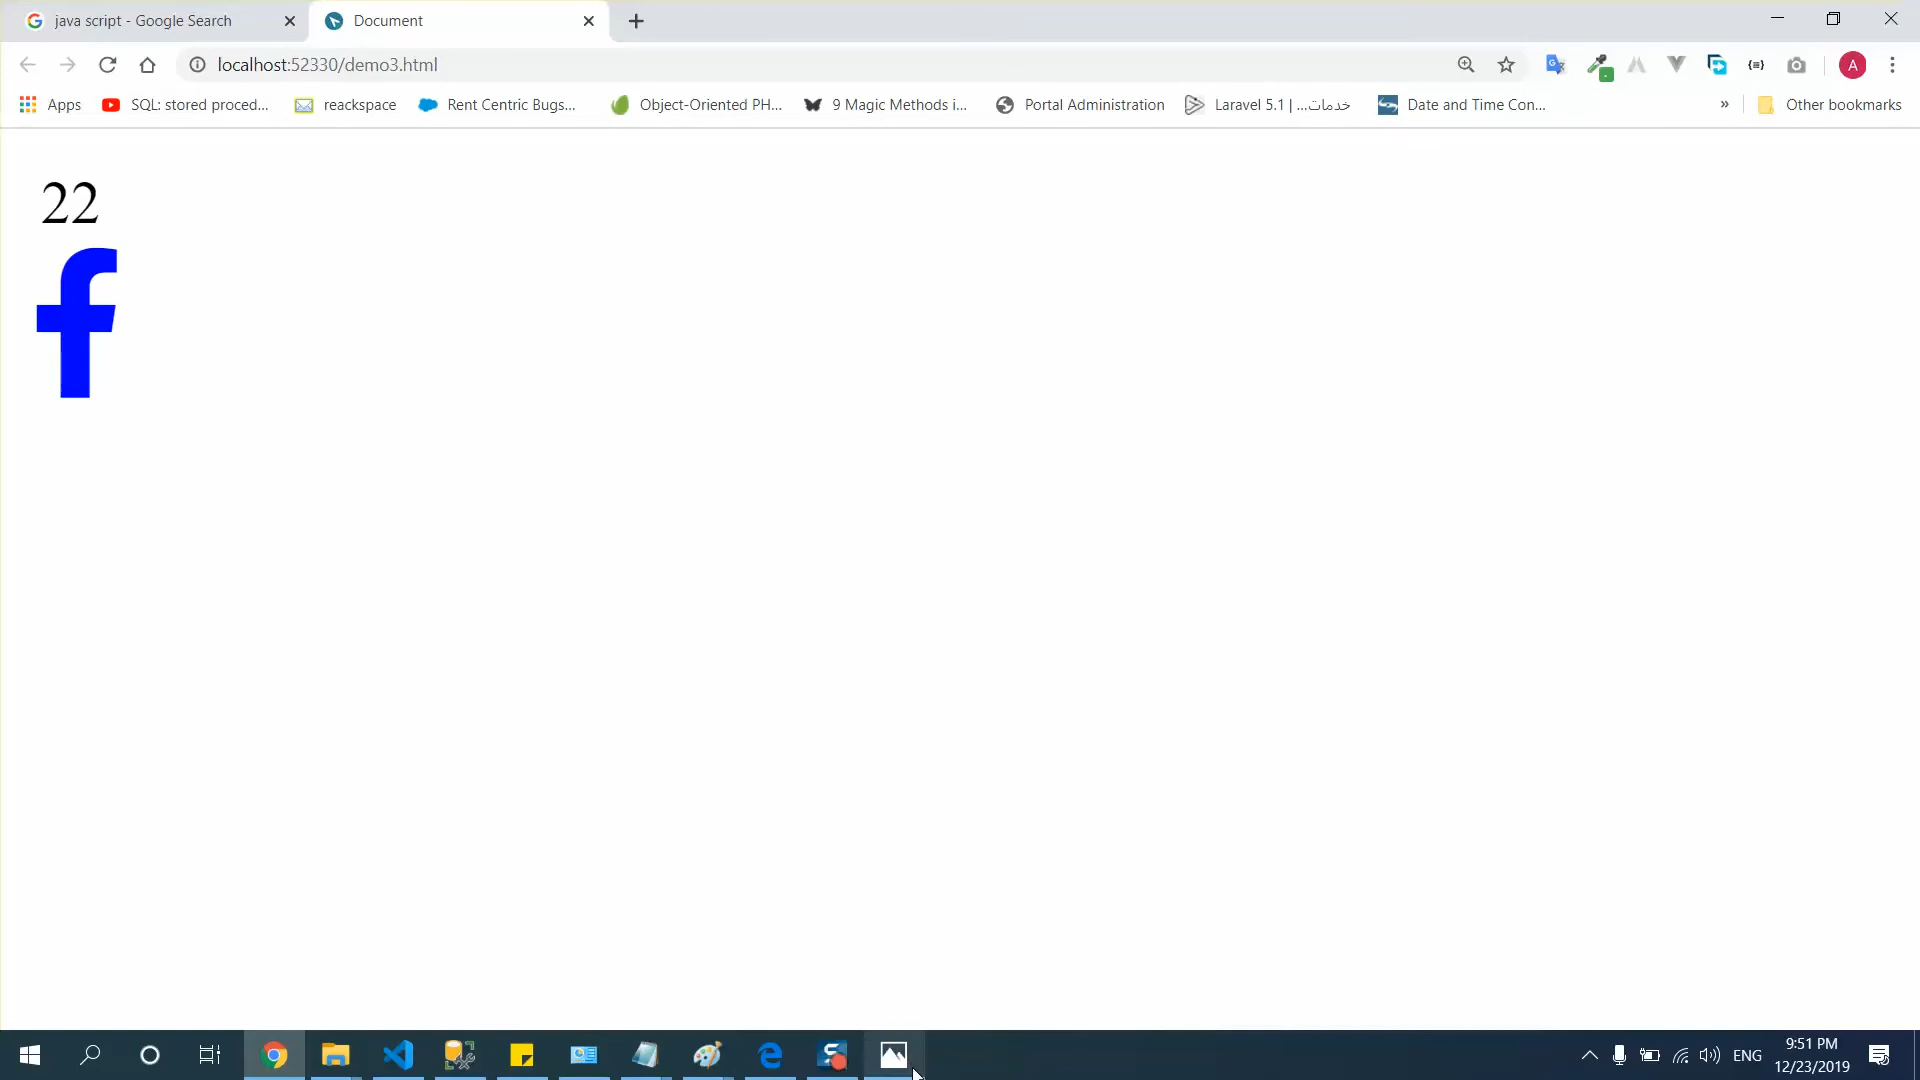 java script - Google Search
Document
localhost:52330/demo3.html
A
Apps
SQL: stored proced...
reackspace
Rent Centric Bugs...
Object-Oriented PH...
9 Magic Methods i...
Portal Administration
Laravel 5.1 | ...خدمات
Date and Time Con...
»
Other bookmarks
22
ENG
9:51 PM
12/23/2019